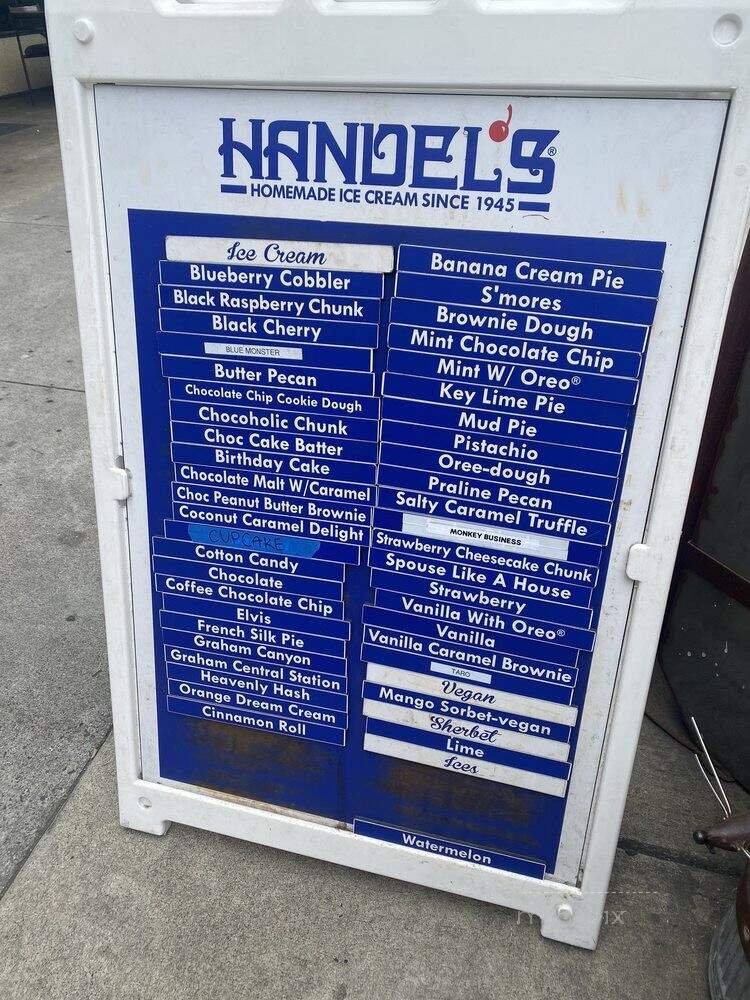 HANDEL'S®
HOMEMADE ICE CREAM SINCE 1945
Ice Cream
Blueberry Cobbler
Black Raspberry Chunk
Black Cherry
BLUE MONSTER
Butter Pecan
Chocolate Chip Cookie Dough
Chocoholic Chunk
Choc Cake Batter
Birthday Cake
Chocolate Malt W/Caramel
Choc Peanut Butter Brownie
Coconut Caramel Delight
CUPCAKE
Cotton Candy
Chocolate
Coffee Chocolate Chip
Elvis
French Silk Pie
Graham Canyon
Graham Central Station
Heavenly Hash
Orange Dream Cream
Cinnamon Roll
Banana Cream Pie
S'mores
Brownie Dough
Mint Chocolate Chip
Mint W/ Oreo®
Key Lime Pie
Mud Pie
Pistachio
Oree-dough
Praline Pecan
Salty Caramel Truffle
MONKEY BUSINESS
Strawberry Cheesecake Chunk
Spouse Like A House
Strawberry
Vanilla With Oreo®
Vanilla
Vanilla Caramel Brownie
TARO
Vegan
Mango Sorbet-vegan
Sherbet
Lime
Ices
Watermelon